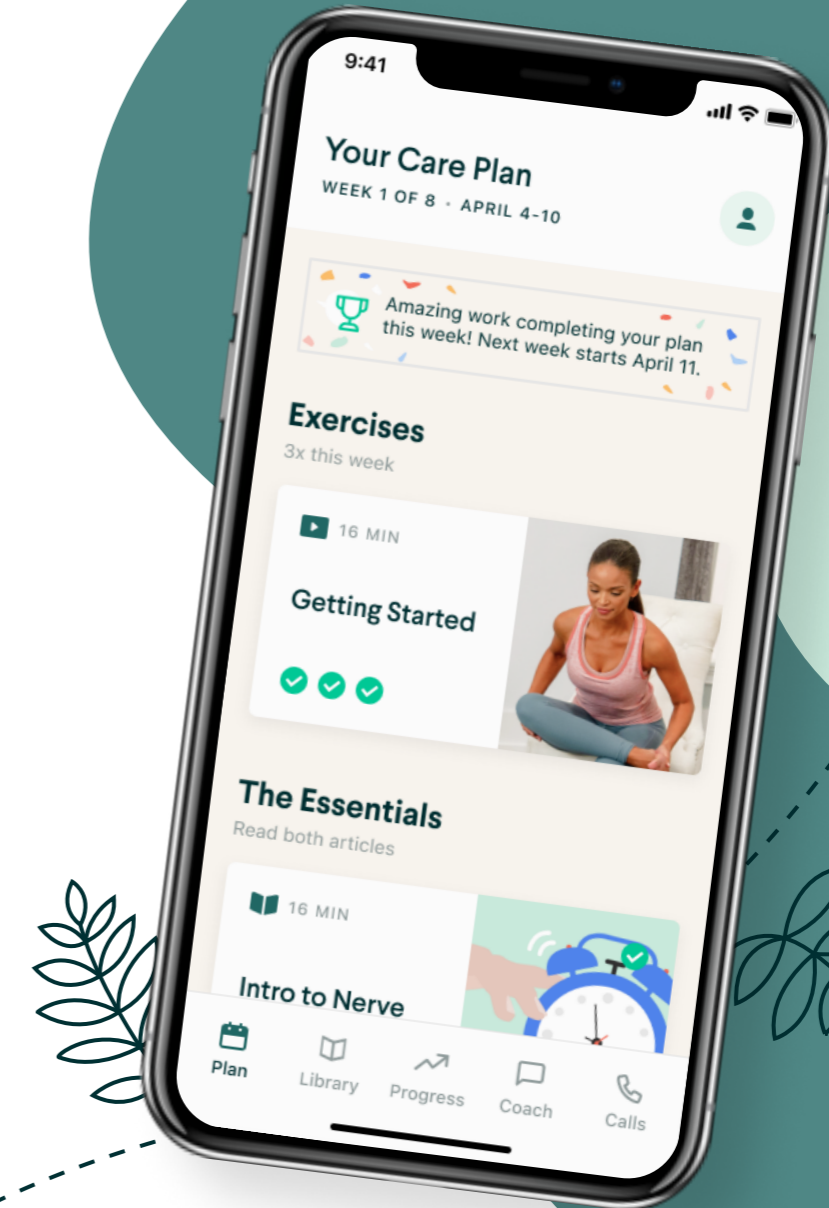 9:41
Your Care Plan
WEEK 1 OF 8 • APRIL 4-10
Amazing work completing your plan
this week! Next week starts April 11.
Exercises
3x this week
16 MIN
Getting Started
The Essentials
Read both articles
16 MIN
Intro to Nerve
Plan
Library
Progress
Coach
Calls